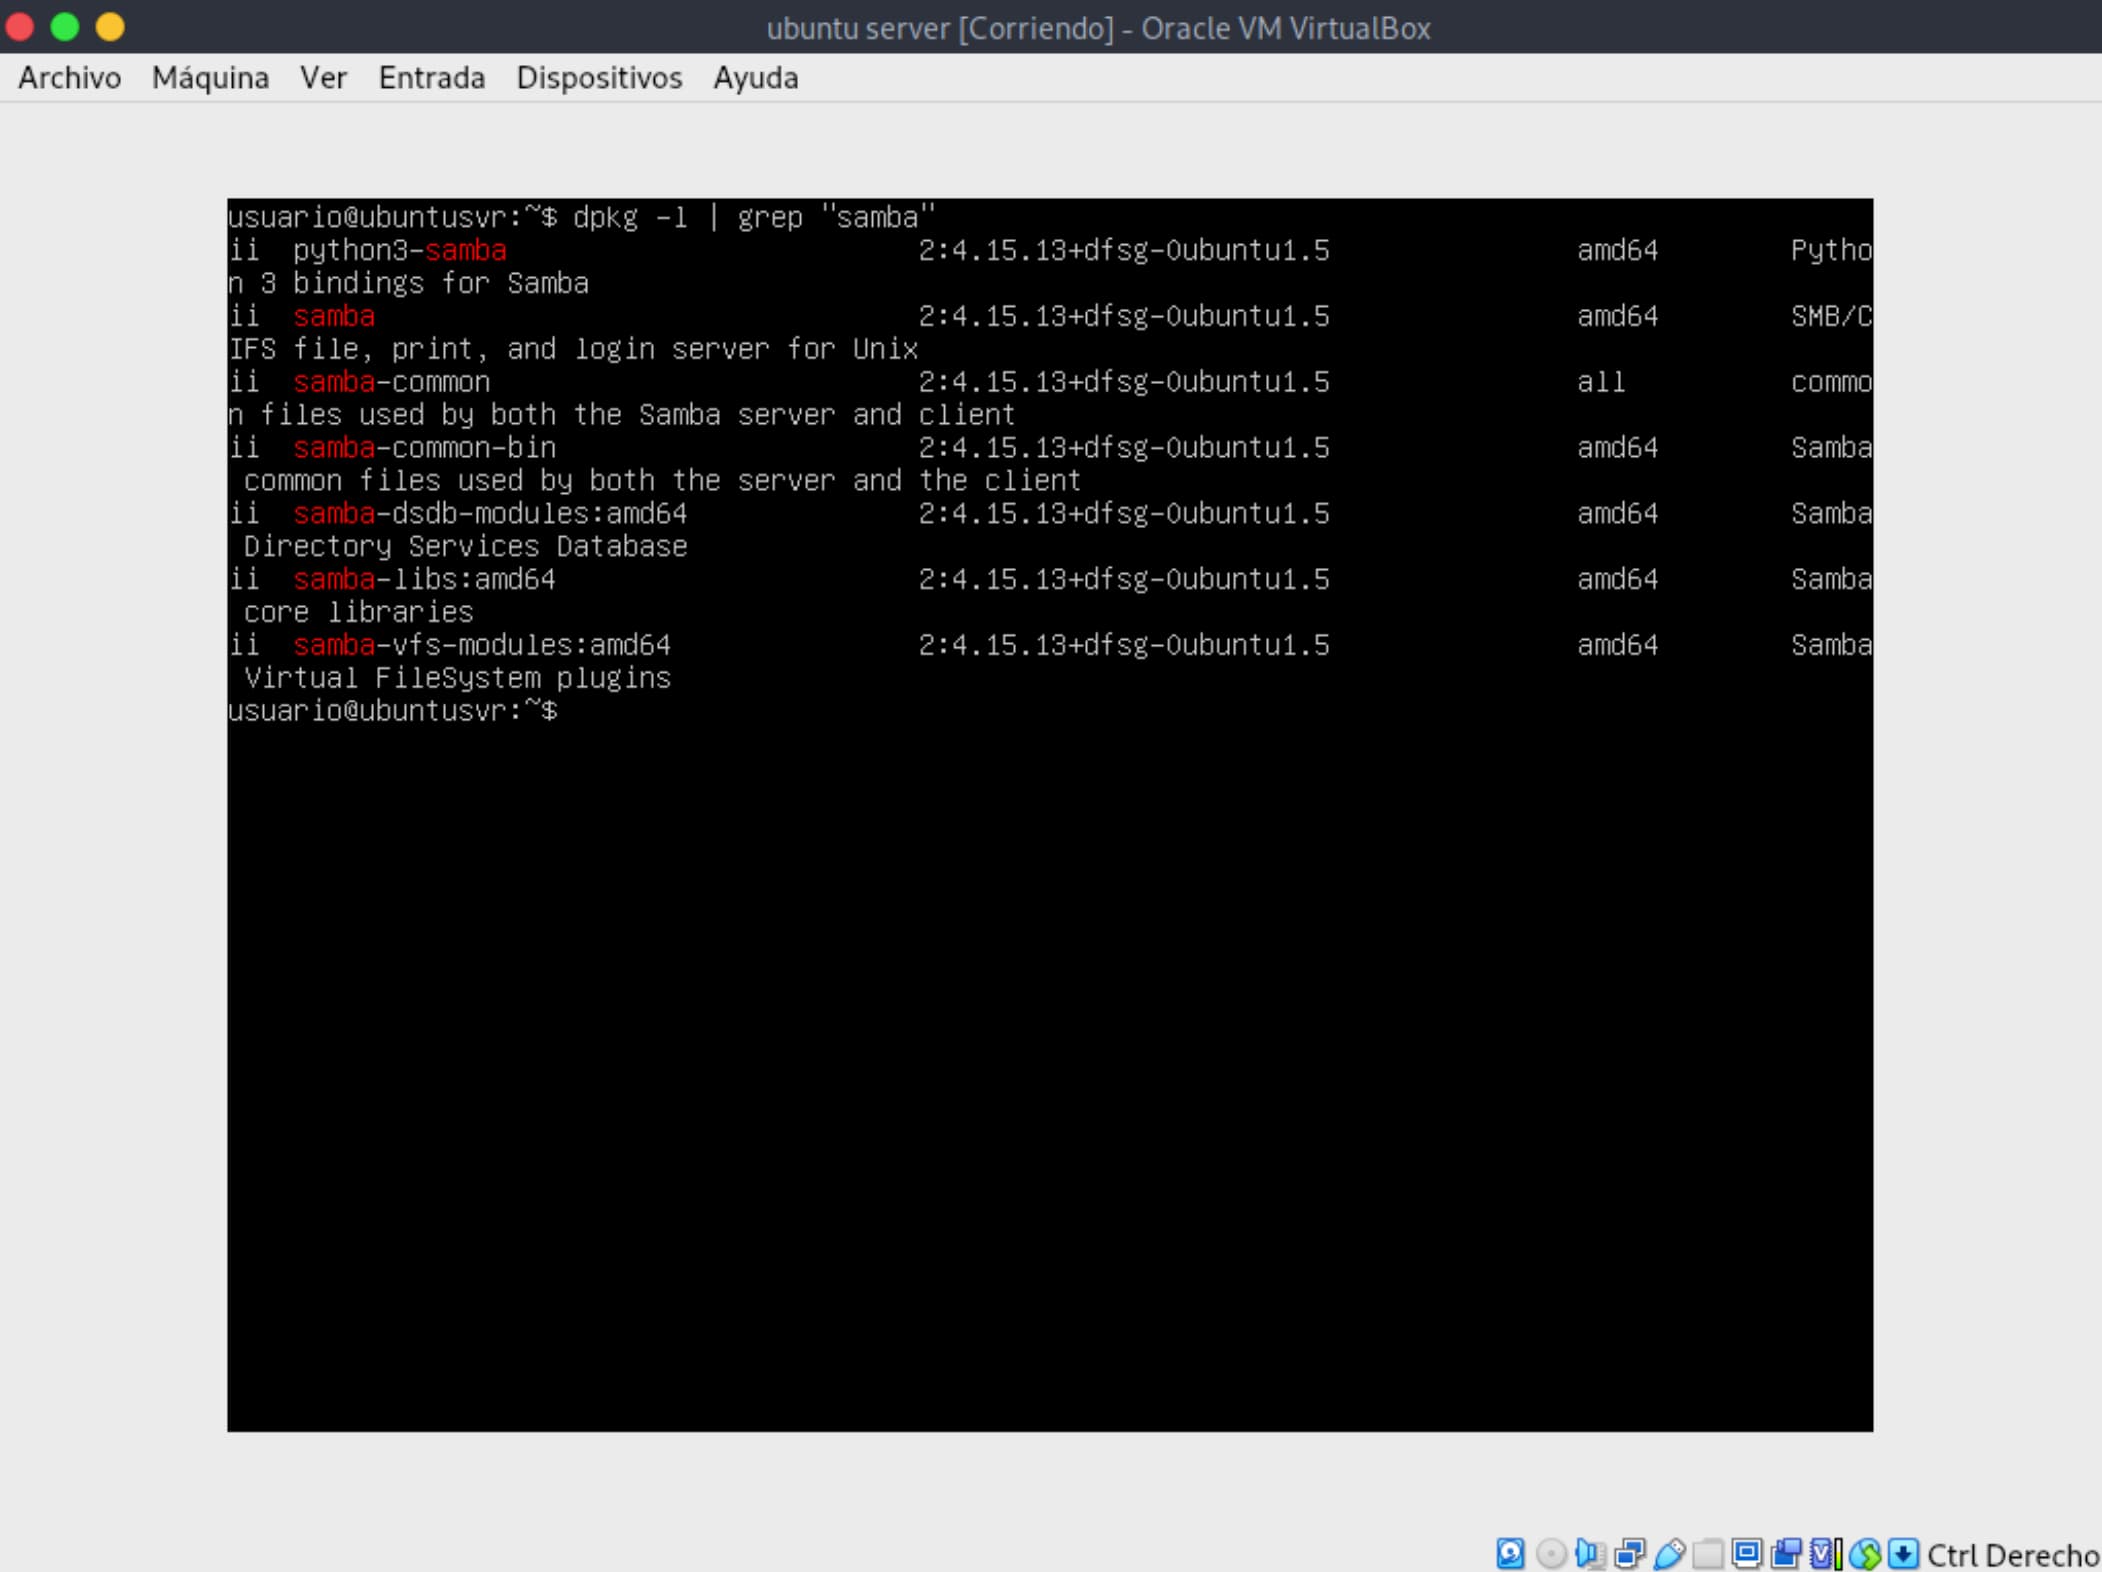 ubuntu server [Corriendo] - Oracle VM VirtualBox
Archivo Máquina Ver Entrada Dispositivos Ayuda
usuario@ubuntusvr:~$ dpkg -l | grep "samba"
ii  python3-samba 2:4.15.13+dfsg-0ubuntu1.5 amd64 Pytho
n 3 bindings for Samba
ii  samba 2:4.15.13+dfsg-0ubuntu1.5 amd64 SMB/C
IFS file, print, and login server for Unix
ii  samba-common 2:4.15.13+dfsg-0ubuntu1.5 all commo
n files used by both the Samba server and client
ii  samba-common-bin 2:4.15.13+dfsg-0ubuntu1.5 amd64 Samba
 common files used by both the server and the client
ii  samba-dsdb-modules:amd64 2:4.15.13+dfsg-0ubuntu1.5 amd64 Samba
 Directory Services Database
ii  samba-libs:amd64 2:4.15.13+dfsg-0ubuntu1.5 amd64 Samba
 core libraries
ii  samba-vfs-modules:amd64 2:4.15.13+dfsg-0ubuntu1.5 amd64 Samba
 Virtual FileSystem plugins
usuario@ubuntusvr:~$
Ctrl Derecho